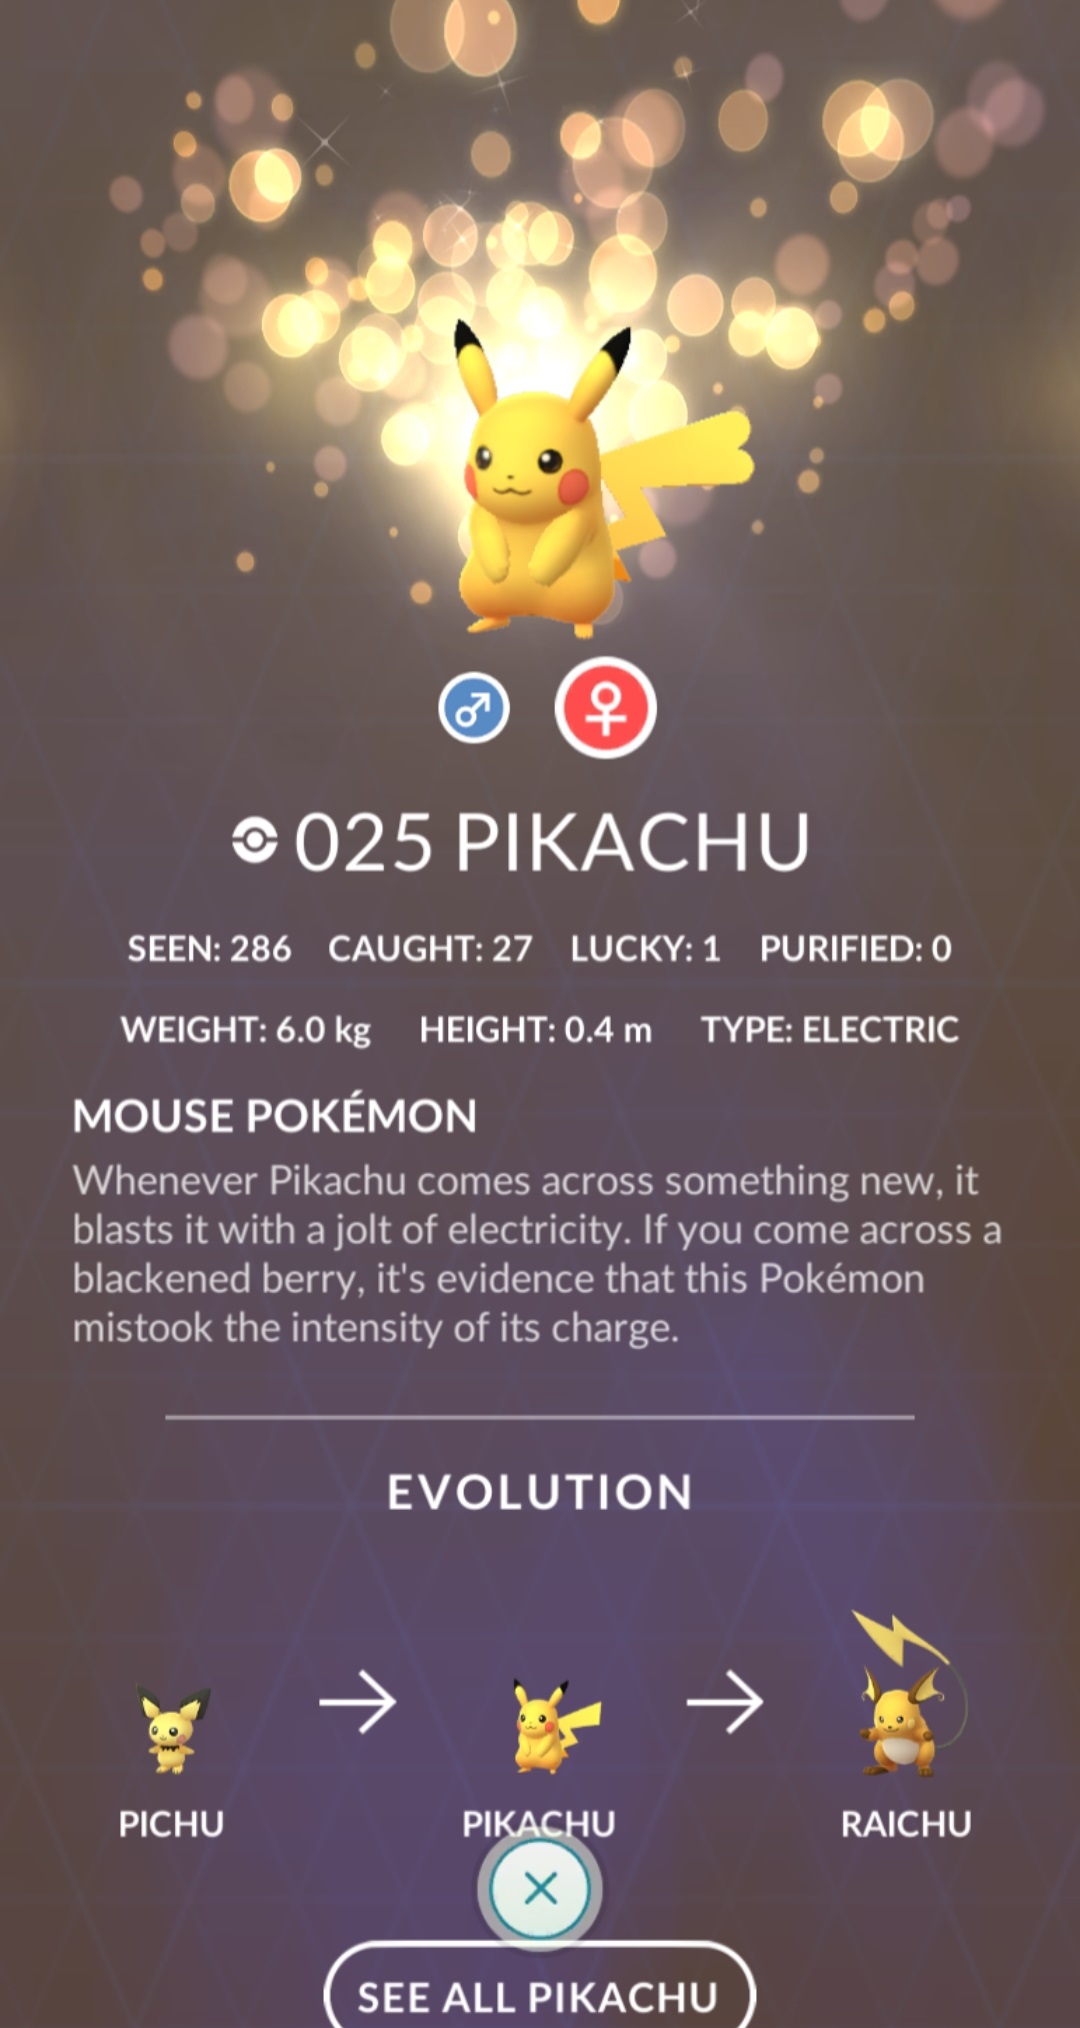 025 PIKACHU
SEEN: 286 CAUGHT: 27 LUCKY: 1 PURIFIED: 0
WEIGHT: 6.0 kg HEIGHT: 0.4 m TYPE: ELECTRIC
MOUSE POKÉMON
Whenever Pikachu comes across something new, it
blasts it with a jolt of electricity. If you come across a
blackened berry, it's evidence that this Pokémon
mistook the intensity of its charge.
EVOLUTION
PICHU PIKACHU RAICHU
SEE ALL PIKACHU